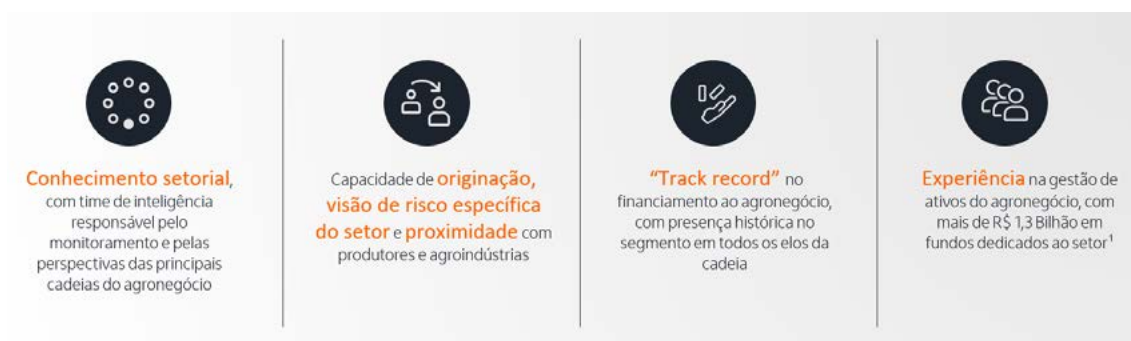 Conhecimento setorial,
com time de inteligência
responsável pelo
monitoramento e pelas
perspectivas das principais
cadeias do agronegócio
Capacidade de originação,
visão de risco específica
do setor e proximidade com
produtores e agroindústrias
“Track record” no
financiamento ao agronegócio,
com presença histórica no
segmento em todos os elos da
cadeia
Experiência na gestão de
ativos do agronegócio, com
mais de R$ 1,3 Bilhão em
fundos dedicados ao setor¹